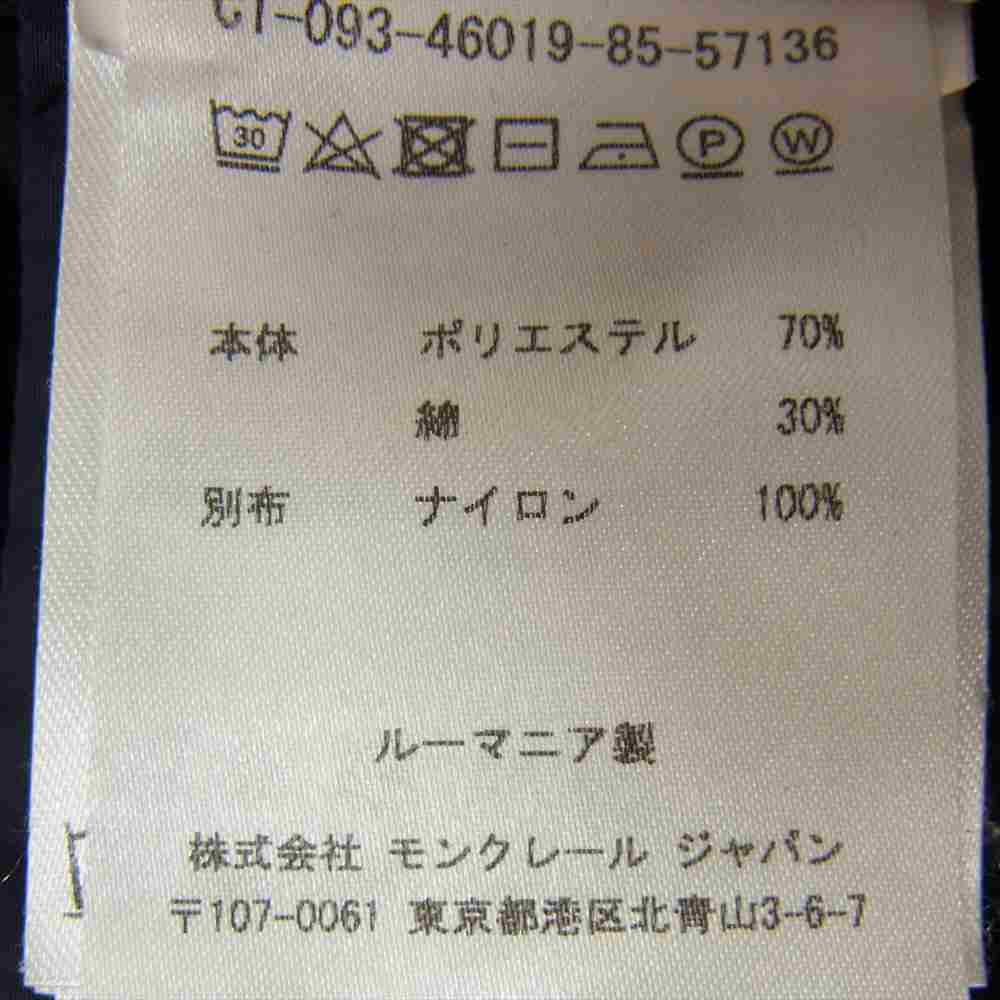 CT-093-46019-85-57136
30 P W
本体 ポリエステル 70%
綿 30%
別布 ナイロン 100%
ルーマニア製
株式会社 モンクレール ジャパン
〒107-0061 東京都港区北青山3-6-7